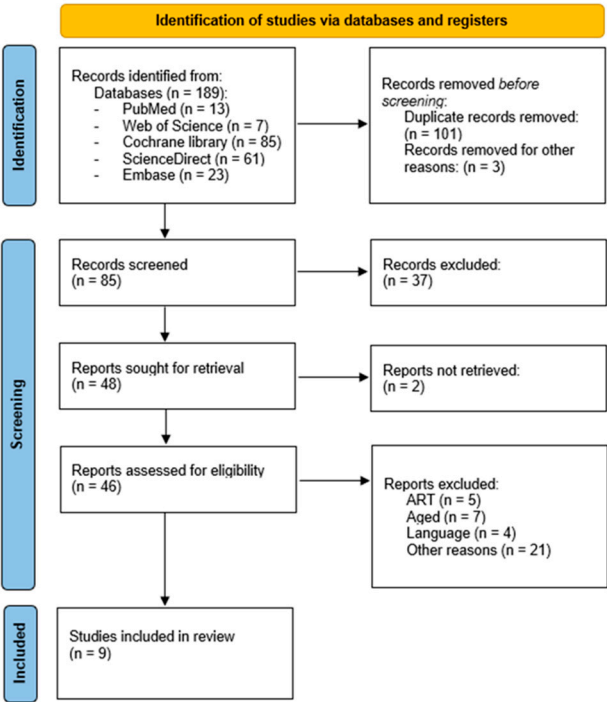 Identification of studies via databases and registers
Identification
Records identified from:
Databases (n = 189):
- PubMed (n = 13)
- Web of Science (n = 7)
- Cochrane library (n = 85)
- ScienceDirect (n = 61)
- Embase (n = 23)
Records removed before
screening:
Duplicate records removed:
(n = 101)
Records removed for other
reasons: (n = 3)
Screening
Records screened
(n = 85)
Records excluded:
(n = 37)
Reports sought for retrieval
(n = 48)
Reports not retrieved:
(n = 2)
Reports assessed for eligibility
(n = 46)
Reports excluded:
ART (n = 5)
Aged (n = 7)
Language (n = 4)
Other reasons (n = 21)
Included
Studies included in review
(n = 9)